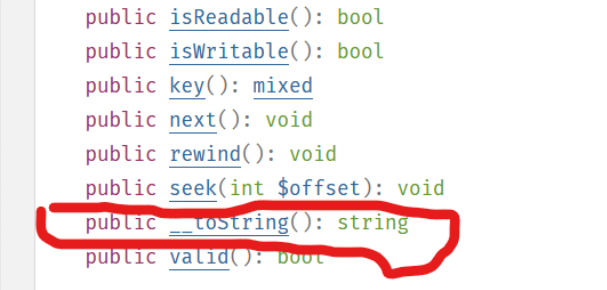 public isReadable(): bool
public isWritable(): bool
public key(): mixed
public next(): void
public rewind(): void
public seek(int $offset): void
public __toString(): string
public valid(): bool